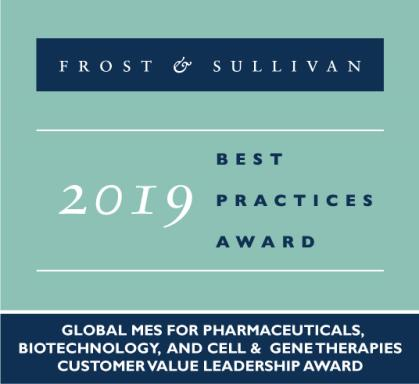 FROST & SULLIVAN
BEST
2019 PRACTICES
AWARD
GLOBAL MES FOR PHARMACEUTICALS,
BIOTECHNOLOGY, AND CELL & GENE THERAPIES
CUSTOMER VALUE LEADERSHIP AWARD